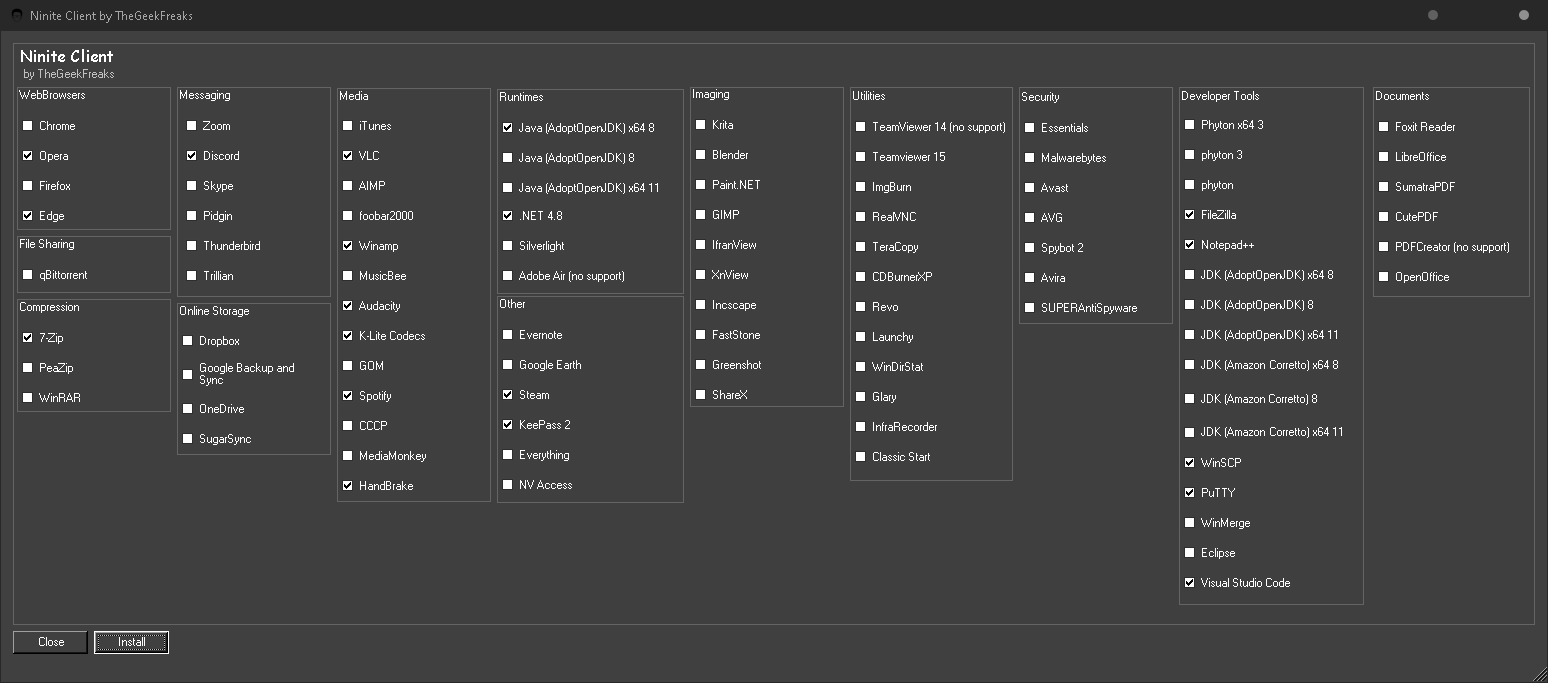 Ninite Client by TheGeekFreaks
Ninite Client
by TheGeekFreaks
WebBrowsers
Chrome
Opera
Firefox
Edge
File Sharing
qBittorrent
Compression
7-Zip
PeaZip
WinRAR
Messaging
Zoom
Discord
Skype
Pidgin
Thunderbird
Trillian
Online Storage
Dropbox
Google Backup and
Sync
OneDrive
SugarSync
Media
iTunes
VLC
AIMP
foobar2000
Winamp
MusicBee
Audacity
K-Lite Codecs
GOM
Spotify
CCCP
MediaMonkey
HandBrake
Runtimes
Java (AdoptOpenJDK) x64 8
Java (AdoptOpenJDK) 8
Java (AdoptOpenJDK) x64 11
.NET 4.8
Silverlight
Adobe Air (no support)
Other
Evernote
Google Earth
Steam
KeePass 2
Everything
NV Access
Imaging
Krita
Blender
Paint.NET
GIMP
IfranView
XnView
Incscape
FastStone
Greenshot
ShareX
Utilities
TeamViewer 14 (no support)
Teamviewer 15
ImgBurn
RealVNC
TeraCopy
CDBurnerXP
Revo
Launchy
WinDirStat
Glary
InfraRecorder
Classic Start
Security
Essentials
Malwarebytes
Avast
AVG
Spybot 2
Avira
SUPERAntiSpyware
Developer Tools
Phyton x64 3
phyton 3
phyton
FileZilla
Notepad++
JDK (AdoptOpenJDK) x64 8
JDK (AdoptOpenJDK) 8
JDK (AdoptOpenJDK) x64 11
JDK (Amazon Corretto) x64 8
JDK (Amazon Corretto) 8
JDK (Amazon Corretto) x64 11
WinSCP
PuTTY
WinMerge
Eclipse
Visual Studio Code
Documents
Foxit Reader
LibreOffice
SumatraPDF
CutePDF
PDFCreator (no support)
OpenOffice
Close
Install